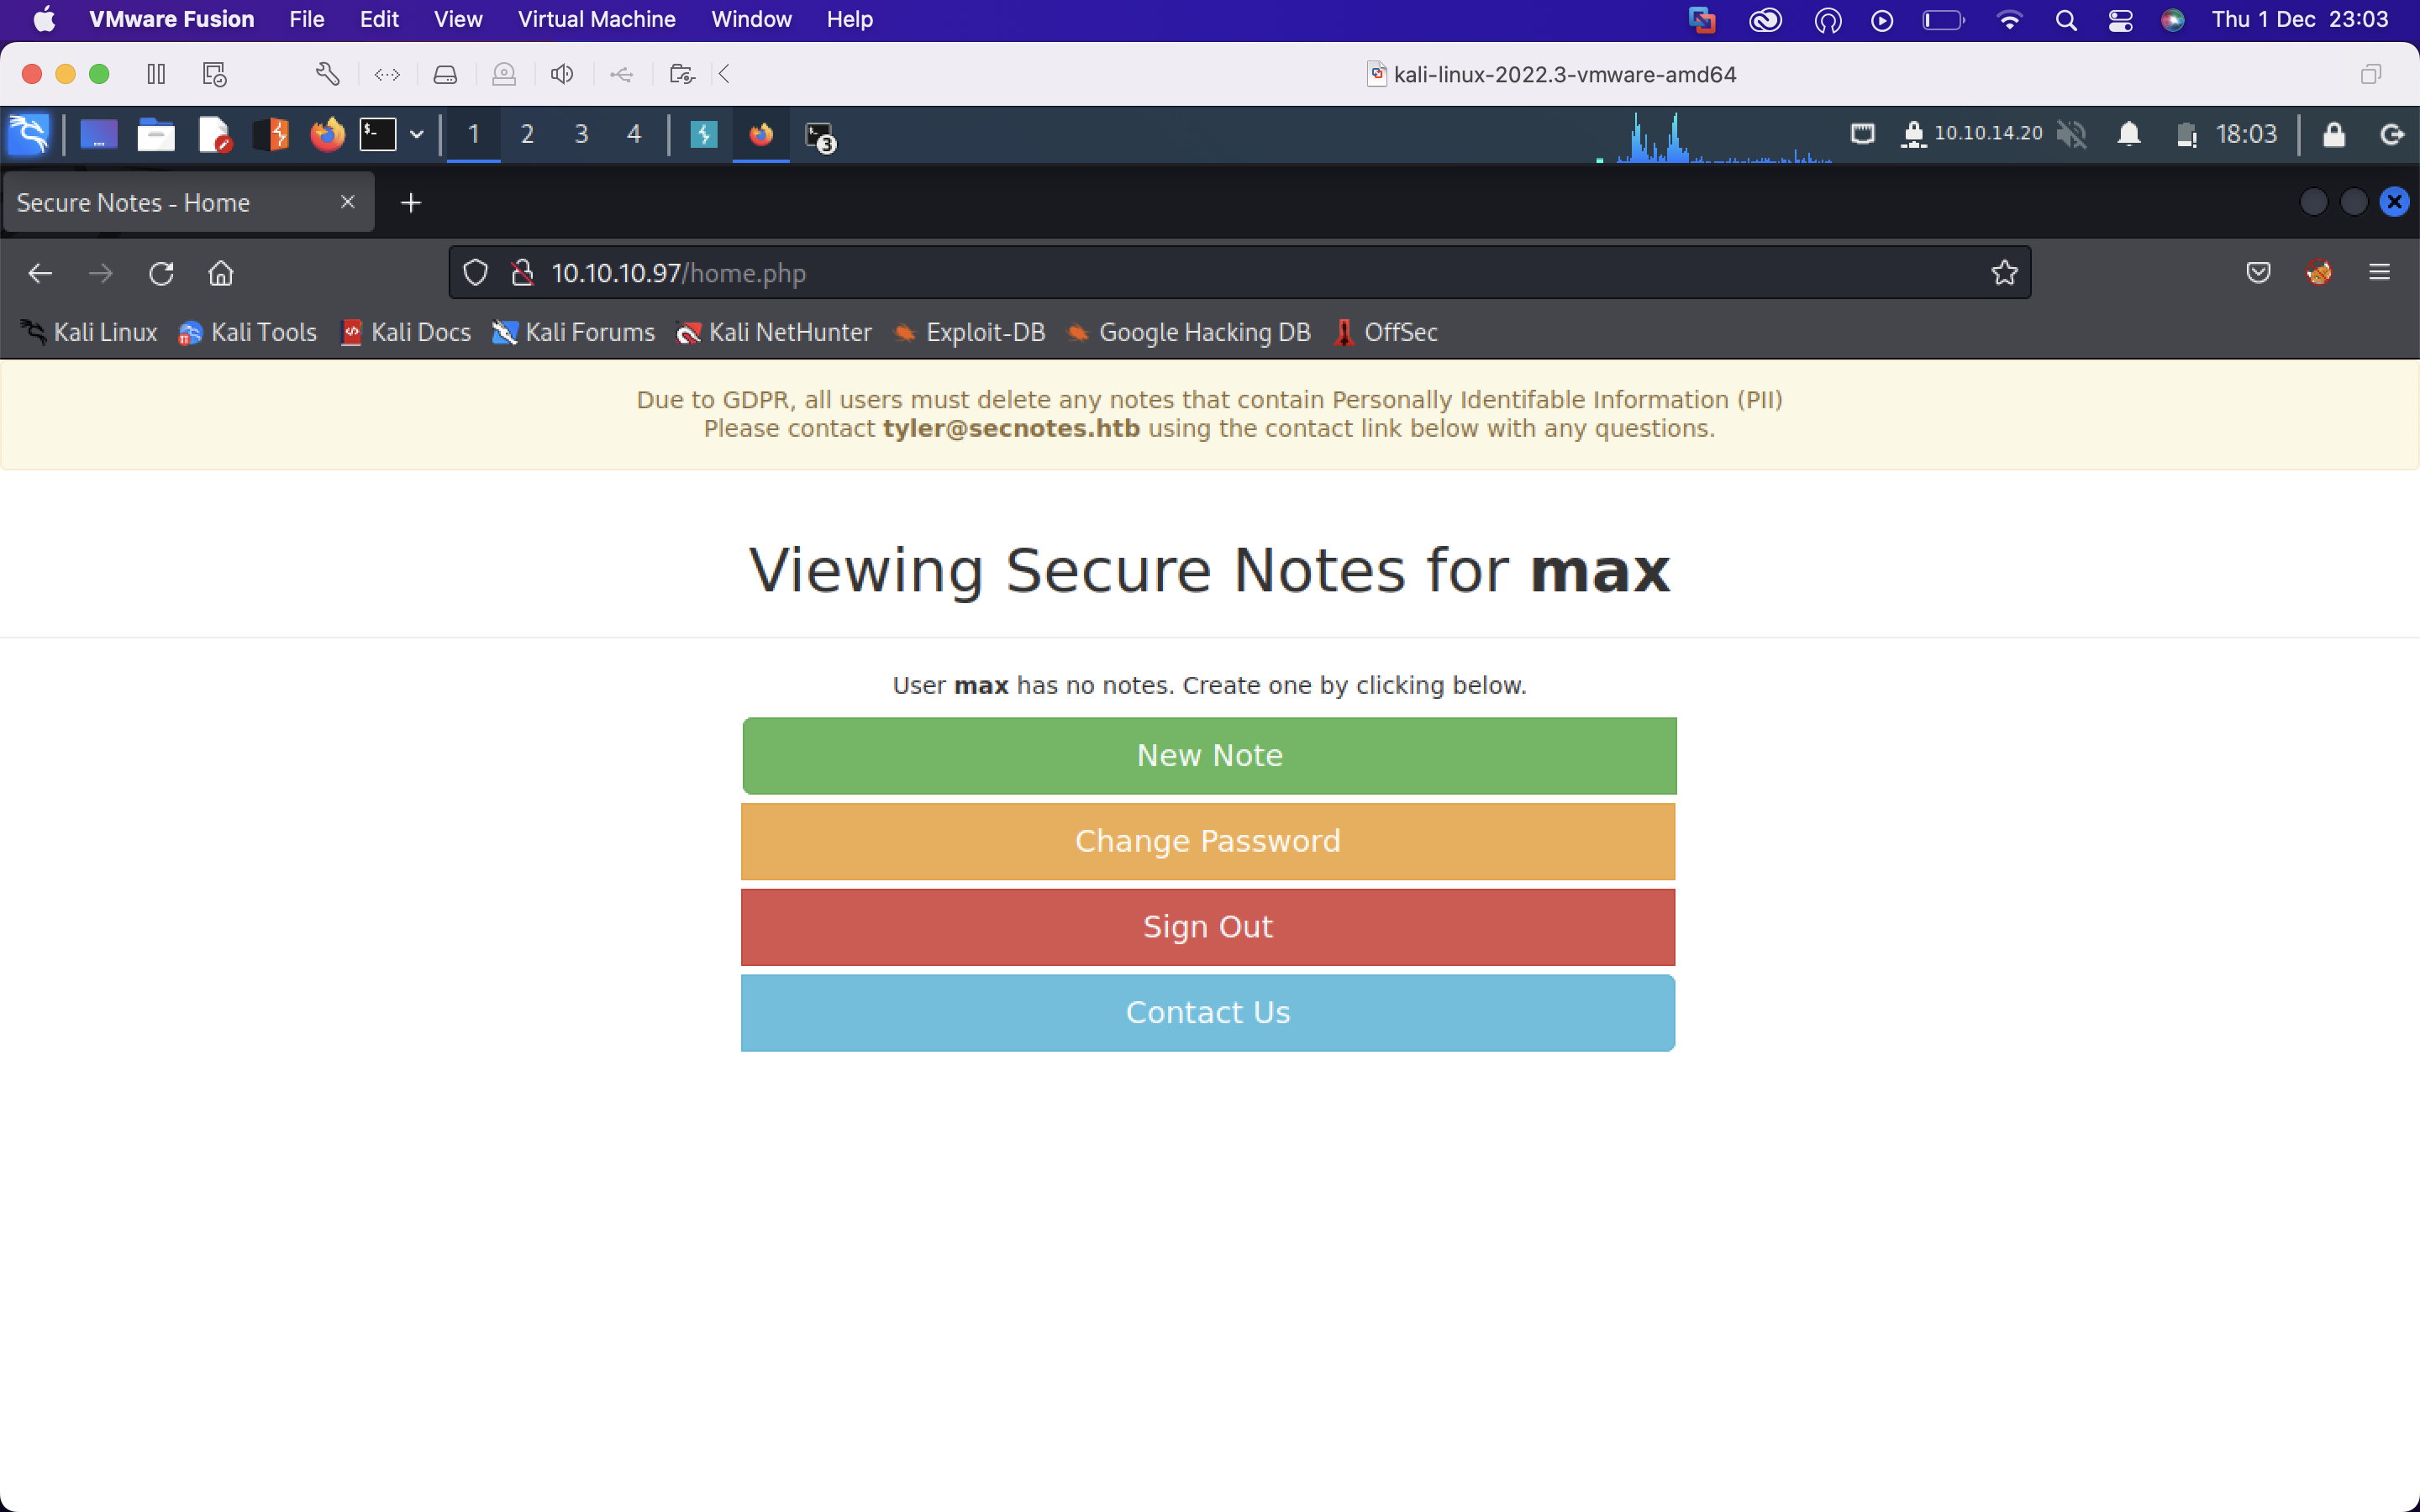 VMware Fusion File Edit View Virtual Machine Window Help Thu 1 Dec 23:03
kali-linux-2022.3-vmware-amd64
1 2 3 4 3 10.10.14.20 18:03
Secure Notes - Home
10.10.10.97/home.php
Kali Linux Kali Tools Kali Docs Kali Forums Kali NetHunter Exploit-DB Google Hacking DB OffSec
Due to GDPR, all users must delete any notes that contain Personally Identifable Information (PII)
Please contact tyler@secnotes.htb using the contact link below with any questions.
Viewing Secure Notes for max
User max has no notes. Create one by clicking below.
New Note
Change Password
Sign Out
Contact Us